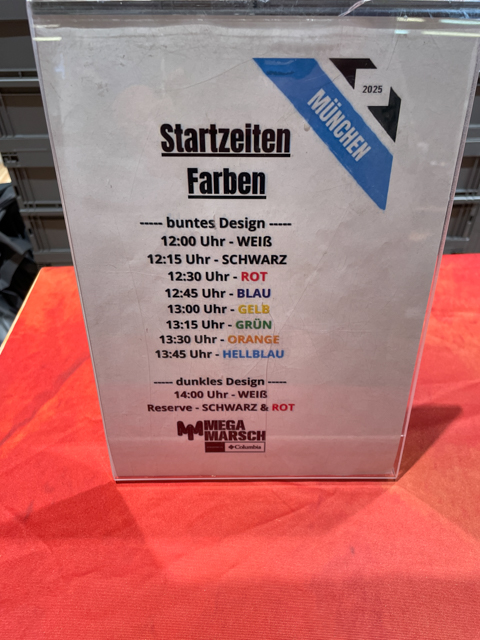 2025
MÜNCHEN
Startzeiten
Farben
----- buntes Design -----
12:00 Uhr - WEIß
12:15 Uhr - SCHWARZ
12:30 Uhr - ROT
12:45 Uhr - BLAU
13:00 Uhr - GELB
13:15 Uhr - GRÜN
13:30 Uhr - ORANGE
13:45 Uhr - HELLBLAU
----- dunkles Design -----
14:00 Uhr - WEIß
Reserve - SCHWARZ & ROT
MEGA
MARSCH
Columbia